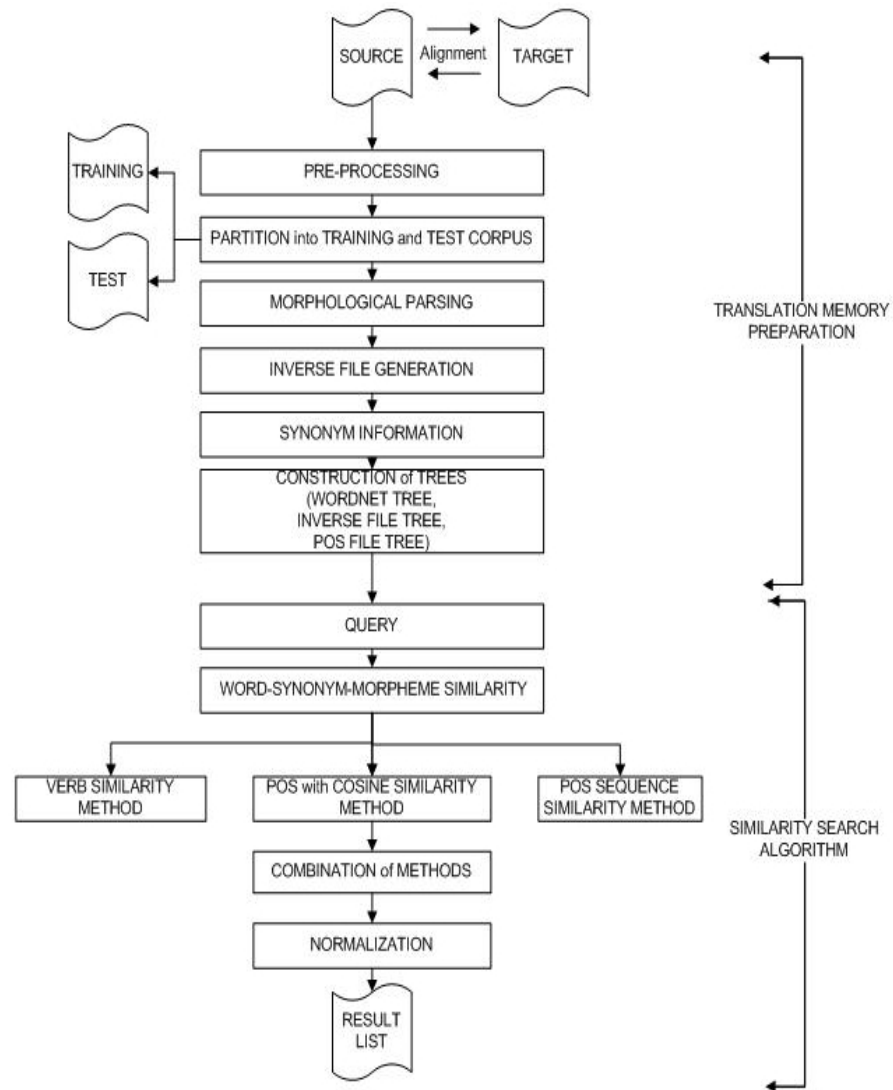 SOURCE
Alignment
TARGET
TRAINING
PRE-PROCESSING
PARTITION into TRAINING and TEST CORPUS
TEST
MORPHOLOGICAL PARSING
TRANSLATION MEMORY
PREPARATION
INVERSE FILE GENERATION
SYNONYM INFORMATION
CONSTRUCTION of TREES
(WORDNET TREE,
INVERSE FILE TREE,
POS FILE TREE)
QUERY
WORD-SYNONYM-MORPHEME SIMILARITY
VERB SIMILARITY
METHOD
POS with COSINE SIMILARITY
METHOD
POS SEQUENCE
SIMILARITY METHOD
SIMILARITY SEARCH
ALGORITHM
COMBINATION of METHODS
NORMALIZATION
RESULT
LIST